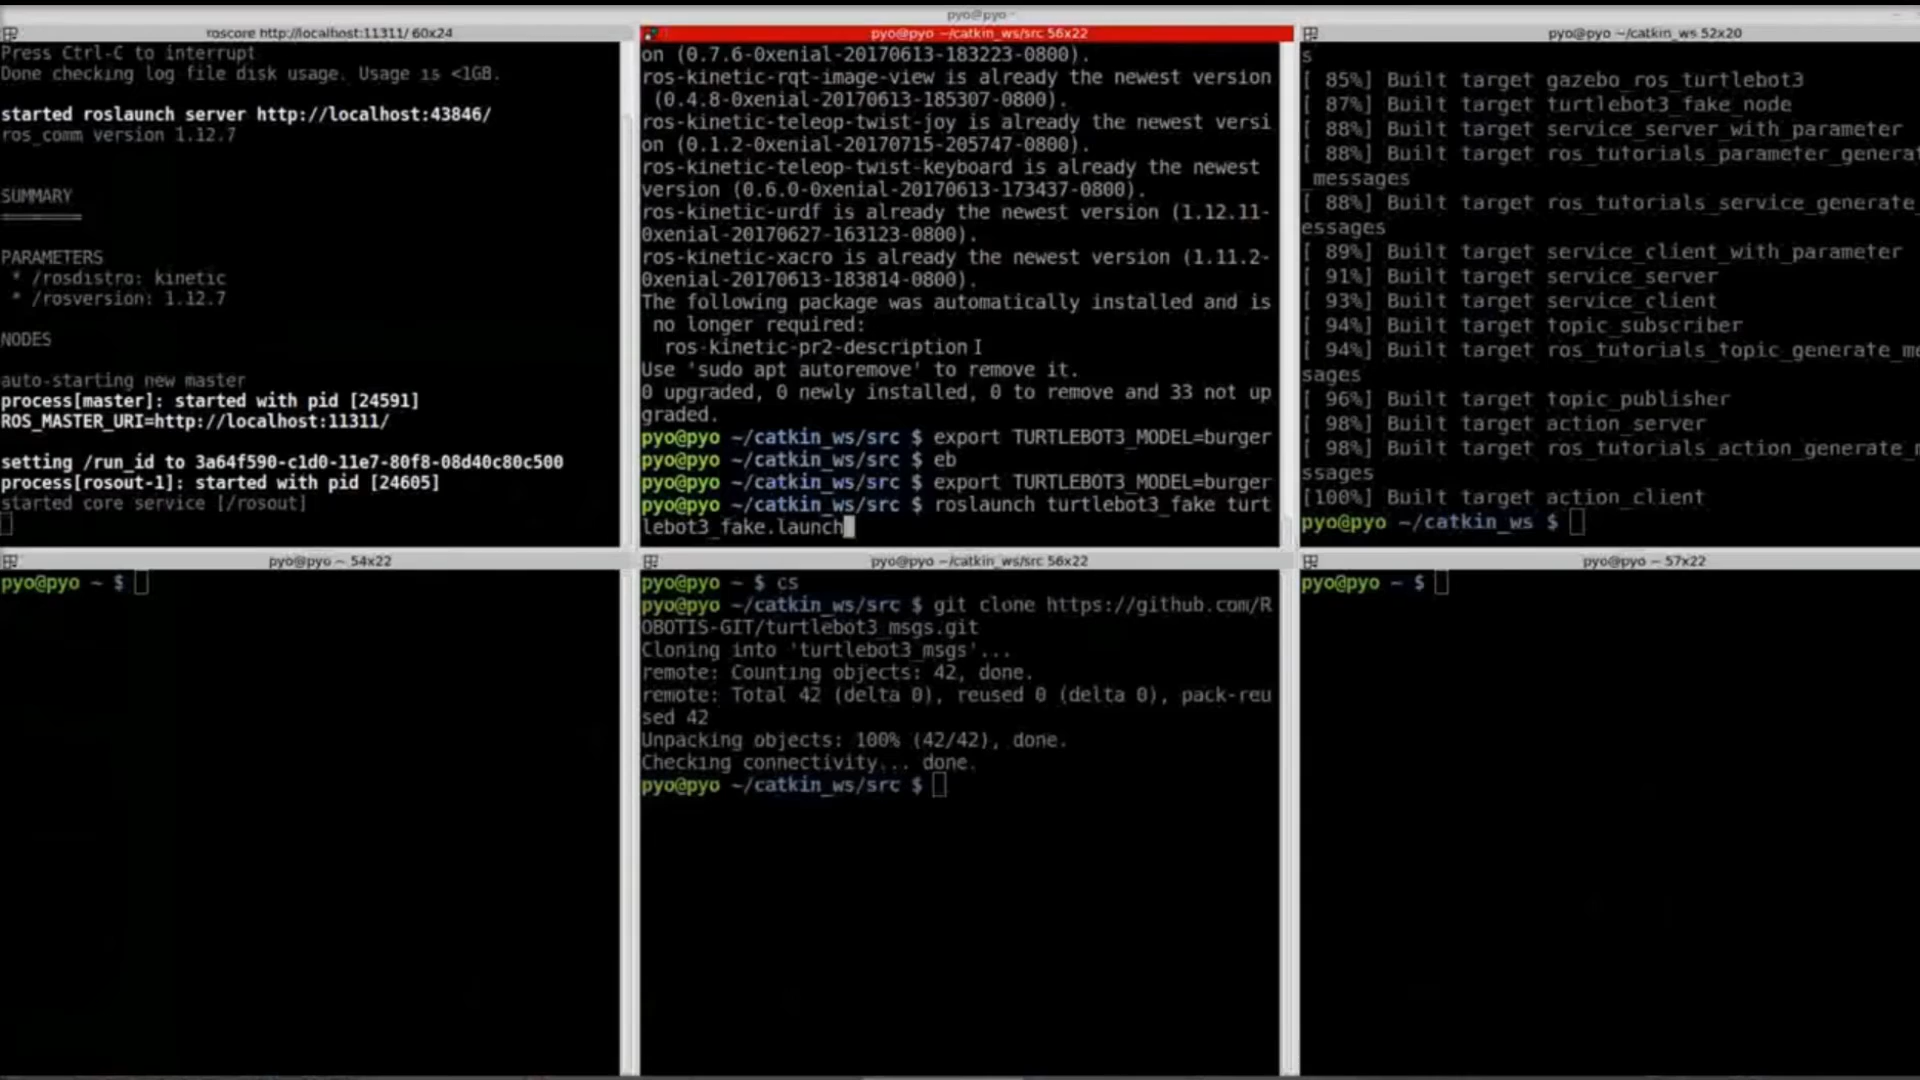 pyo@pyo ~
roscore http://localhost:11311/ 60x24
Press Ctrl-C to interrupt
Done checking log file disk usage. Usage is <1GB.
started roslaunch server http://localhost:43846/
ros_comm version 1.12.7
SUMMARY
========
PARAMETERS
* /rosdistro: kinetic
* /rosversion: 1.12.7
NODES
auto-starting new master
process[master]: started with pid [24591]
ROS_MASTER_URI=http://localhost:11311/
setting /run_id to 3a64f590-c1d0-11e7-80f8-08d40c80c500
process[rosout-1]: started with pid [24605]
started core service [/rosout]
pyo@pyo ~/catkin_ws/src 56x22
on (0.7.6-0xenial-20170613-183223-0800).
ros-kinetic-rqt-image-view is already the newest version
(0.4.8-0xenial-20170613-185307-0800).
ros-kinetic-teleop-twist-joy is already the newest versi
on (0.1.2-20170715-205747-0800).
ros-kinetic-teleop-twist-keyboard is already the newest
version (0.6.0-0xenial-20170613-173437-0800).
ros-kinetic-urdf is already the newest version (1.12.11-
0xenial-20170627-163123-0800).
ros-kinetic-xacro is already the newest version (1.11.2-
0xenial-20170613-183814-0800).
The following package was automatically installed and is
no longer required:
ros-kinetic-pr2-description
Use 'sudo apt autoremove' to remove it.
0 upgraded, 0 newly installed, 0 to remove and 33 not up
graded.
pyo@pyo ~/catkin_ws/src $ export TURTLEBOT3_MODEL=burger
pyo@pyo ~/catkin_ws/src $ eb
pyo@pyo ~/catkin_ws/src $ export TURTLEBOT3_MODEL=burger
pyo@pyo ~/catkin_ws/src $ roslaunch turtlebot3_fake turt
lebot3_fake.launch
pyo@pyo ~/catkin_ws 52x20
s
[ 85%] Built target gazebo_ros_turtlebot3
[ 87%] Built target turtlebot3_fake_node
[ 88%] Built target service_server_with_parameter
[ 88%] Built target ros_tutorials_parameter_generat
_messages
[ 88%] Built target ros_tutorials_service_generate_
essages
[ 89%] Built target service_client_with_parameter
[ 91%] Built target service_server
[ 93%] Built target service_client
[ 94%] Built target topic_subscriber
[ 94%] Built target ros_tutorials_topic_generate_me
sages
[ 96%] Built target topic_publisher
[ 98%] Built target action_server
[ 98%] Built target ros_tutorials_action_generate_m
ssages
[100%] Built target action_client
pyo@pyo ~/catkin_ws $
pyo@pyo ~ 54x22
pyo@pyo ~ $
pyo@pyo ~/catkin_ws/src 56x22
pyo@pyo ~ $ cs
pyo@pyo ~/catkin_ws/src $ git clone https://github.com/R
OBOTIS-GIT/turtlebot3_msgs.git
Cloning into 'turtlebot3_msgs'...
remote: Counting objects: 42, done.
remote: Total 42 (delta 0), reused 0 (delta 0), pack-reu
sed 42
Unpacking objects: 100% (42/42), done.
Checking connectivity... done.
pyo@pyo ~/catkin_ws/src $
pyo@pyo ~ 57x22
pyo@pyo ~ $